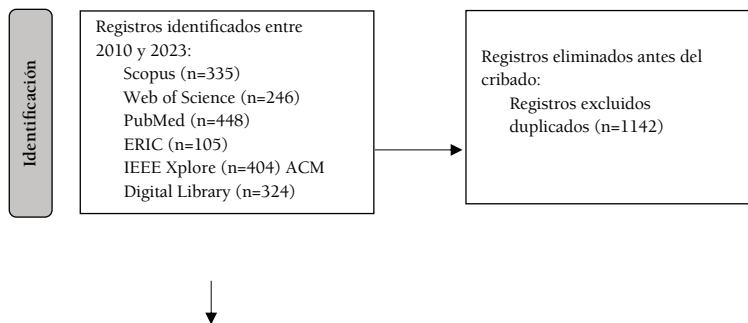 Identificación
Registros identificados entre
2010 y 2023:
Scopus (n=335)
Web of Science (n=246)
PubMed (n=448)
ERIC (n=105)
IEEE Xplore (n=404) ACM
Digital Library (n=324)
Registros eliminados antes del
cribado:
Registros excluidos
duplicados (n=1142)